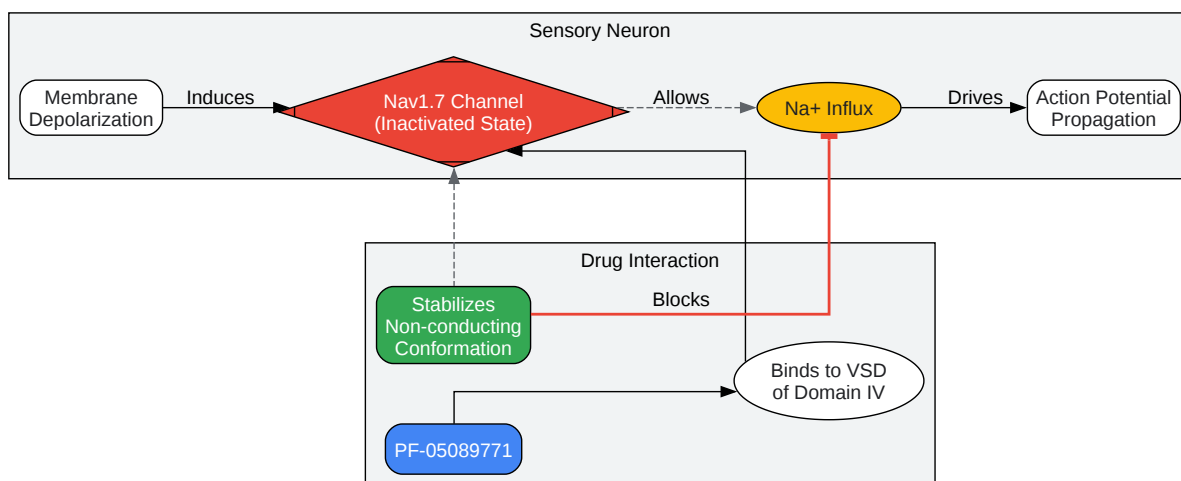 Sensory Neuron
Membrane
Depolarization
Induces
Nav1.7 Channel
(Inactivated State)
Allows
Na+ Influx
Drives
Action Potential
Propagation
Drug Interaction
Stabilizes
Non-conducting
Conformation
Blocks
Binds to VSD
of Domain IV
PF-05089771